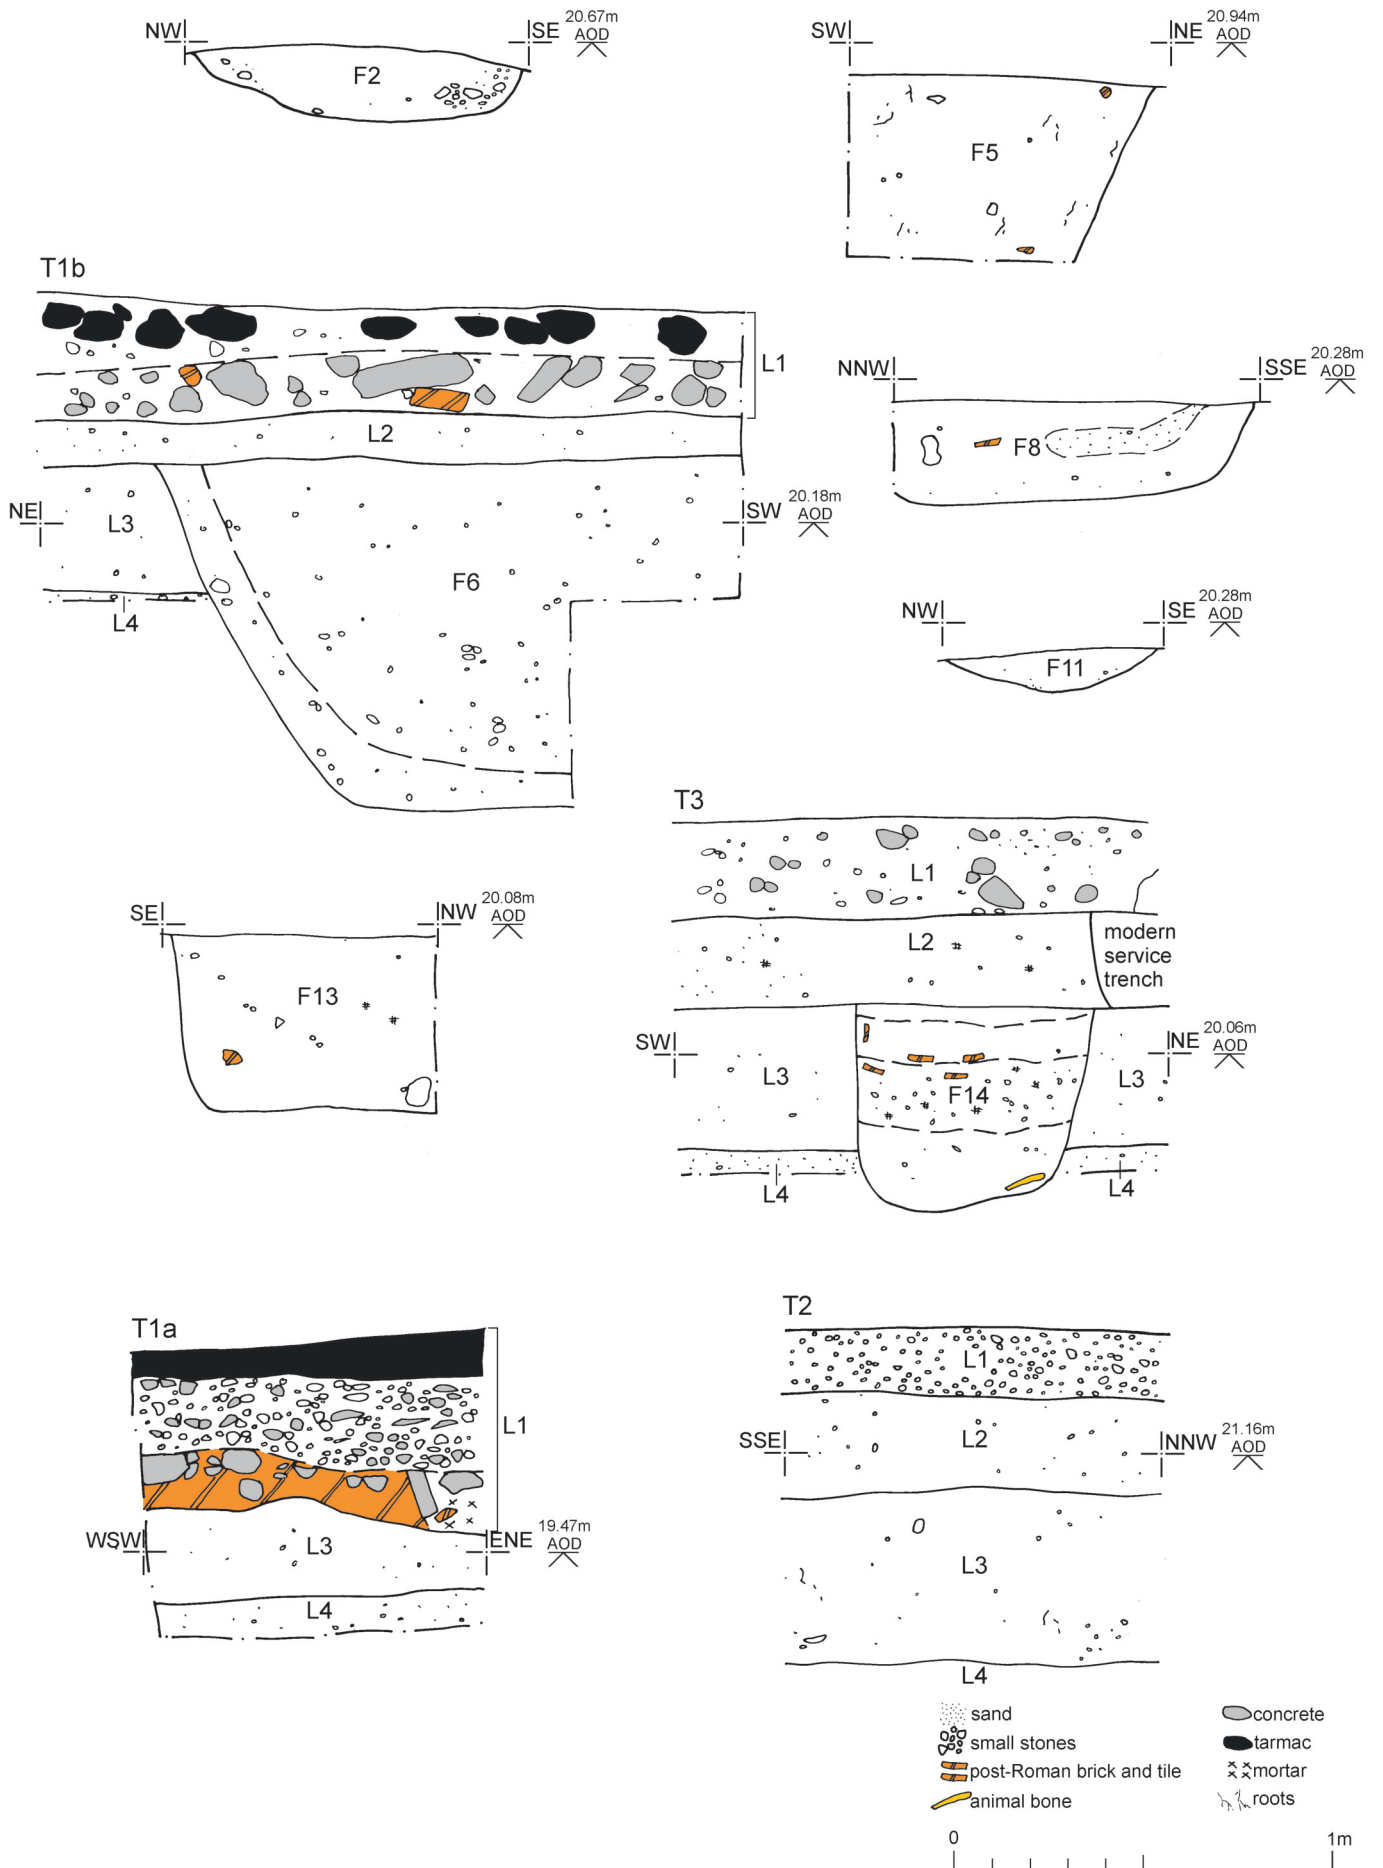 NW SE 20.67m
AOD
F2
SW NE 20.94m
AOD
F5
T1b
L1
L2
NE L3 SW 20.18m
AOD
F6
L4
NNW SSE 20.28m
AOD
F8
NW SE 20.28m
AOD
F11
SE NW 20.08m
AOD
F13
T3
L1
L2
modern
service
trench
SW NE 20.06m
AOD
L3 L3
F14
L4 L4
T1a
L1
WSW L3 ENE 19.47m
AOD
L4
T2
L1
SSE L2 NNW 21.16m
AOD
L3
L4
sand concrete
small stones tarmac
post-Roman brick and tile mortar
animal bone roots
0 1m